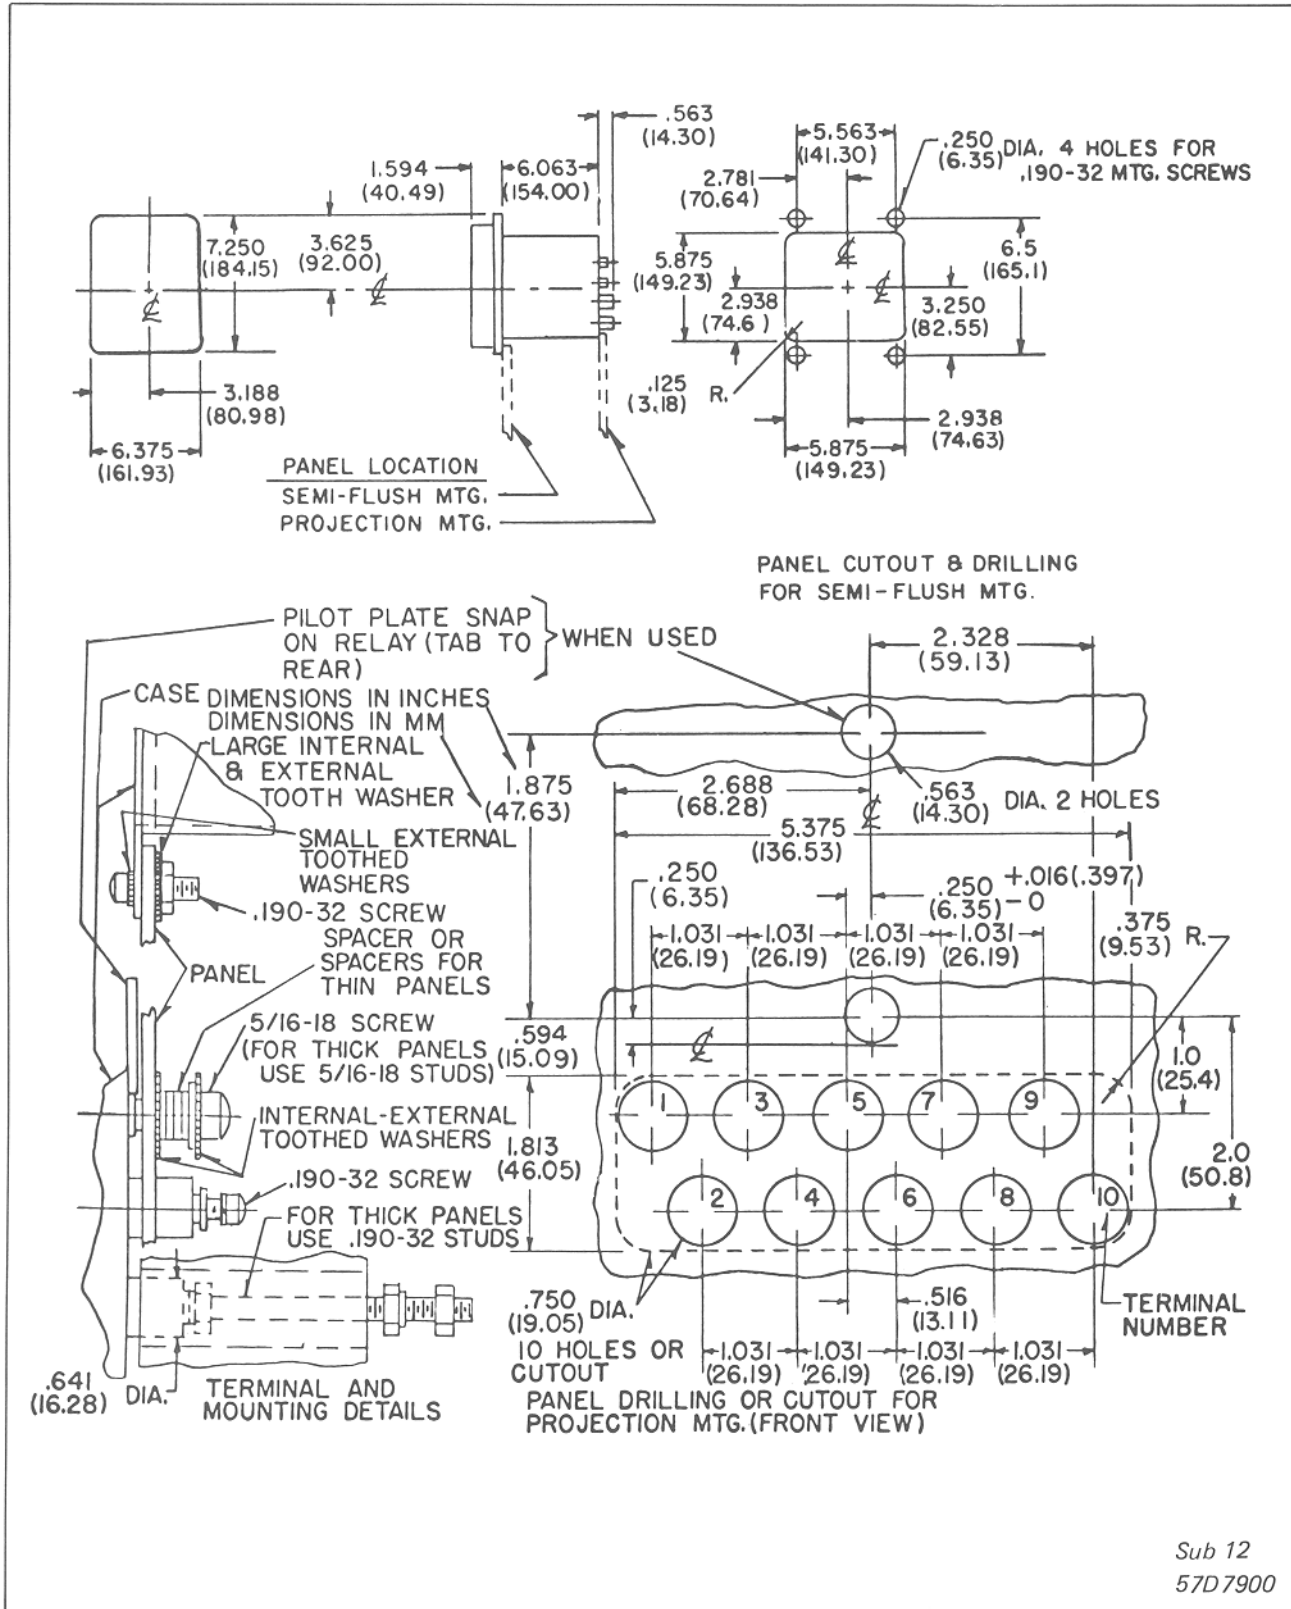 .563
(14.30)
1.594
(40.49)
6.063
(154.00)
5.563
(141.30)
.250
(6.35)
DIA. 4 HOLES FOR
.190-32 MTG. SCREWS
2.781
(70.64)
7.250
(184.15)
3.625
(92.00)
5.875
(149.23)
6.5
(165.1)
2.938
(74.6 )
3.250
(82.55)
3.188
(80.98)
.125
(3.18)
R.
2.938
(74.63)
6.375
(161.93)
5.875
(149.23)
PANEL LOCATION
SEMI-FLUSH MTG.
PROJECTION MTG.
PANEL CUTOUT & DRILLING
FOR SEMI-FLUSH MTG.
PILOT PLATE SNAP
ON RELAY (TAB TO
REAR)
WHEN USED
2.328
(59.13)
CASE
DIMENSIONS IN INCHES
DIMENSIONS IN MM
LARGE INTERNAL
& EXTERNAL
TOOTH WASHER
1.875
(47.63)
2.688
(68.28)
.563
(14.30)
DIA. 2 HOLES
5.375
(136.53)
SMALL EXTERNAL
TOOTHED
WASHERS
.250
(6.35)
.250
(6.35)
+.016(.397)
-0
.190-32 SCREW
.375
(9.53)
R.
1.031
(26.19)
1.031
(26.19)
1.031
(26.19)
1.031
(26.19)
SPACER OR
SPACERS FOR
THIN PANELS
PANEL
5/16-18 SCREW
(FOR THICK PANELS
USE 5/16-18 STUDS)
.594
(15.09)
1.0
(25.4)
1 3 5 7 9
INTERNAL-EXTERNAL
TOOTHED WASHERS
1.813
(46.05)
2.0
(50.8)
.190-32 SCREW
2 4 6 8 10
FOR THICK PANELS
USE .190-32 STUDS
.750
(19.05)
DIA.
10 HOLES OR
CUTOUT
.516
(13.11)
TERMINAL
NUMBER
1.031
(26.19)
1.031
(26.19)
1.031
(26.19)
1.031
(26.19)
.641
(16.28)
DIA.
TERMINAL AND
MOUNTING DETAILS
PANEL DRILLING OR CUTOUT FOR
PROJECTION MTG. (FRONT VIEW)
Sub 12
57D7900